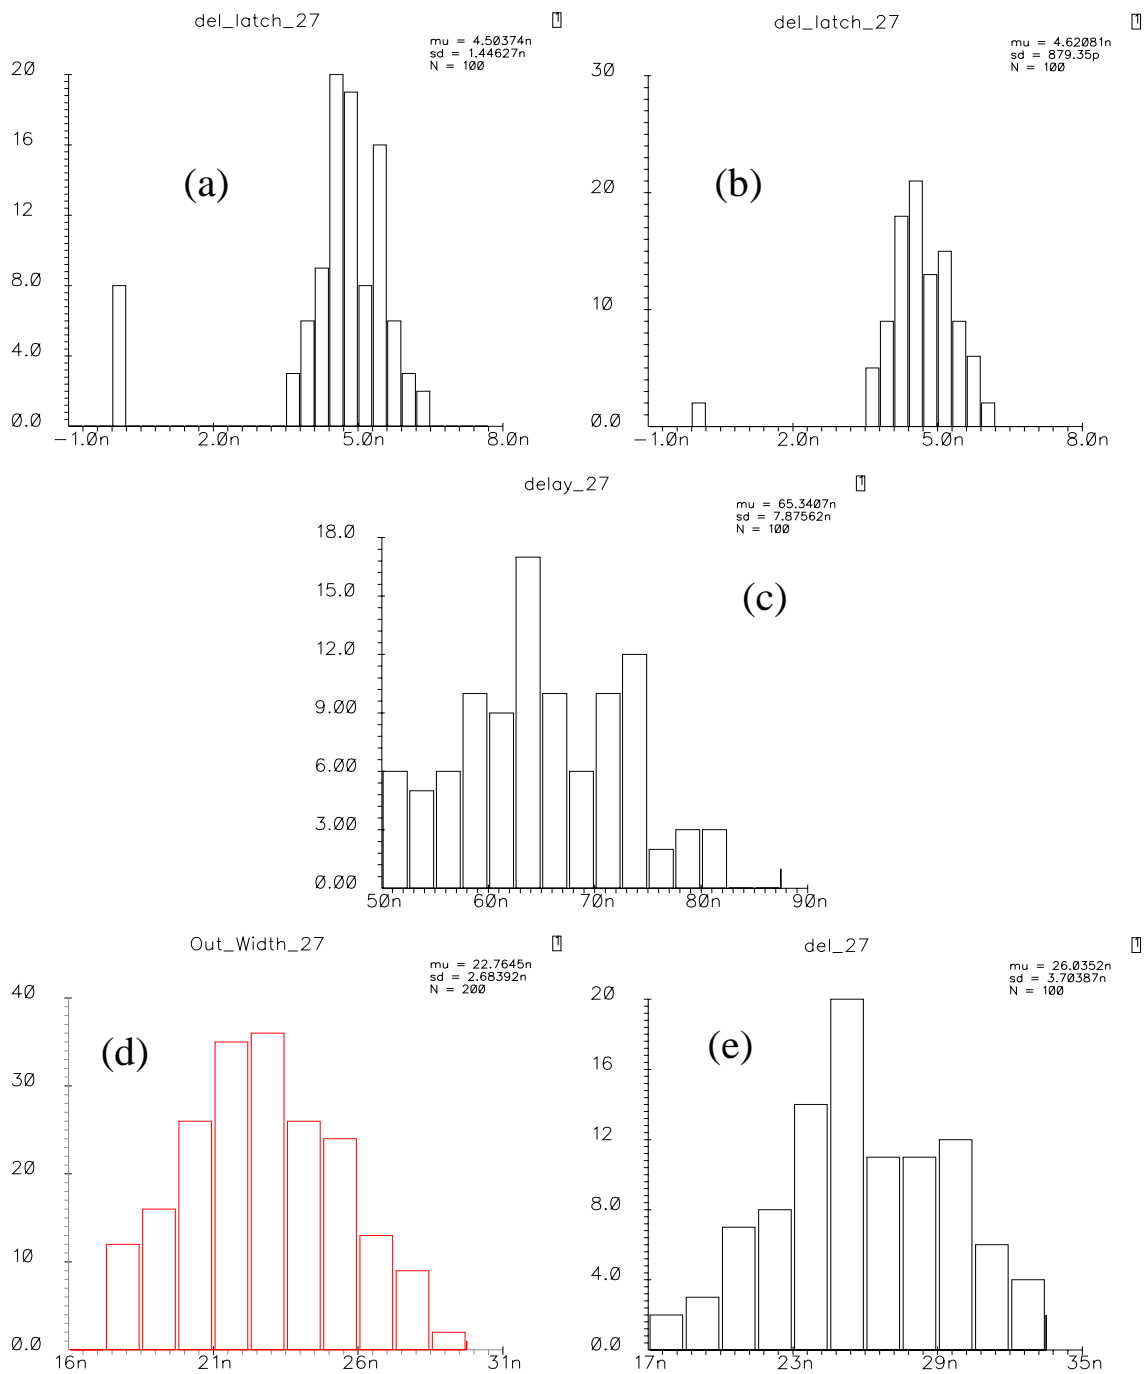 del_latch_27 1
mu = 4.50374n
sd = 1.44627n
N = 100
20
16
12
8.0
4.0
0.0
-1.0n 2.0n 5.0n 8.0n
(a)
del_latch_27 1
mu = 4.62081n
sd = 879.35p
N = 100
30
20
10
0.0
-1.0n 2.0n 5.0n 8.0n
(b)
delay_27 1
mu = 65.3407n
sd = 7.87562n
N = 100
18.0
15.0
12.0
9.00
6.00
3.00
0.00
50n 60n 70n 80n 90n
(c)
Out_Width_27 1
mu = 22.7645n
sd = 2.68392n
N = 200
40
30
20
10
0.0
16n 21n 26n 31n
(d)
del_27 1
mu = 26.0352n
sd = 3.70387n
N = 100
20
16
12
8.0
4.0
0.0
17n 23n 29n 35n
(e)